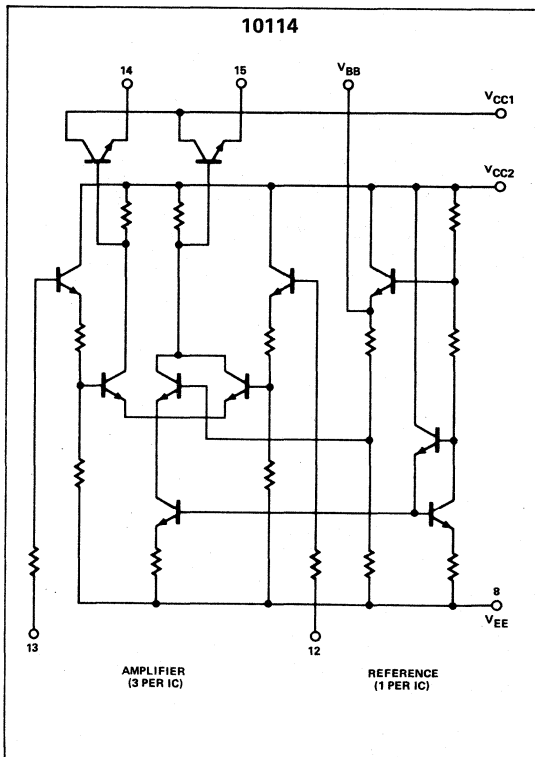 10114
14
15
VBB
VCC1
VCC2
8
VEE
13
12
AMPLIFIER
(3 PER IC)
REFERENCE
(1 PER IC)